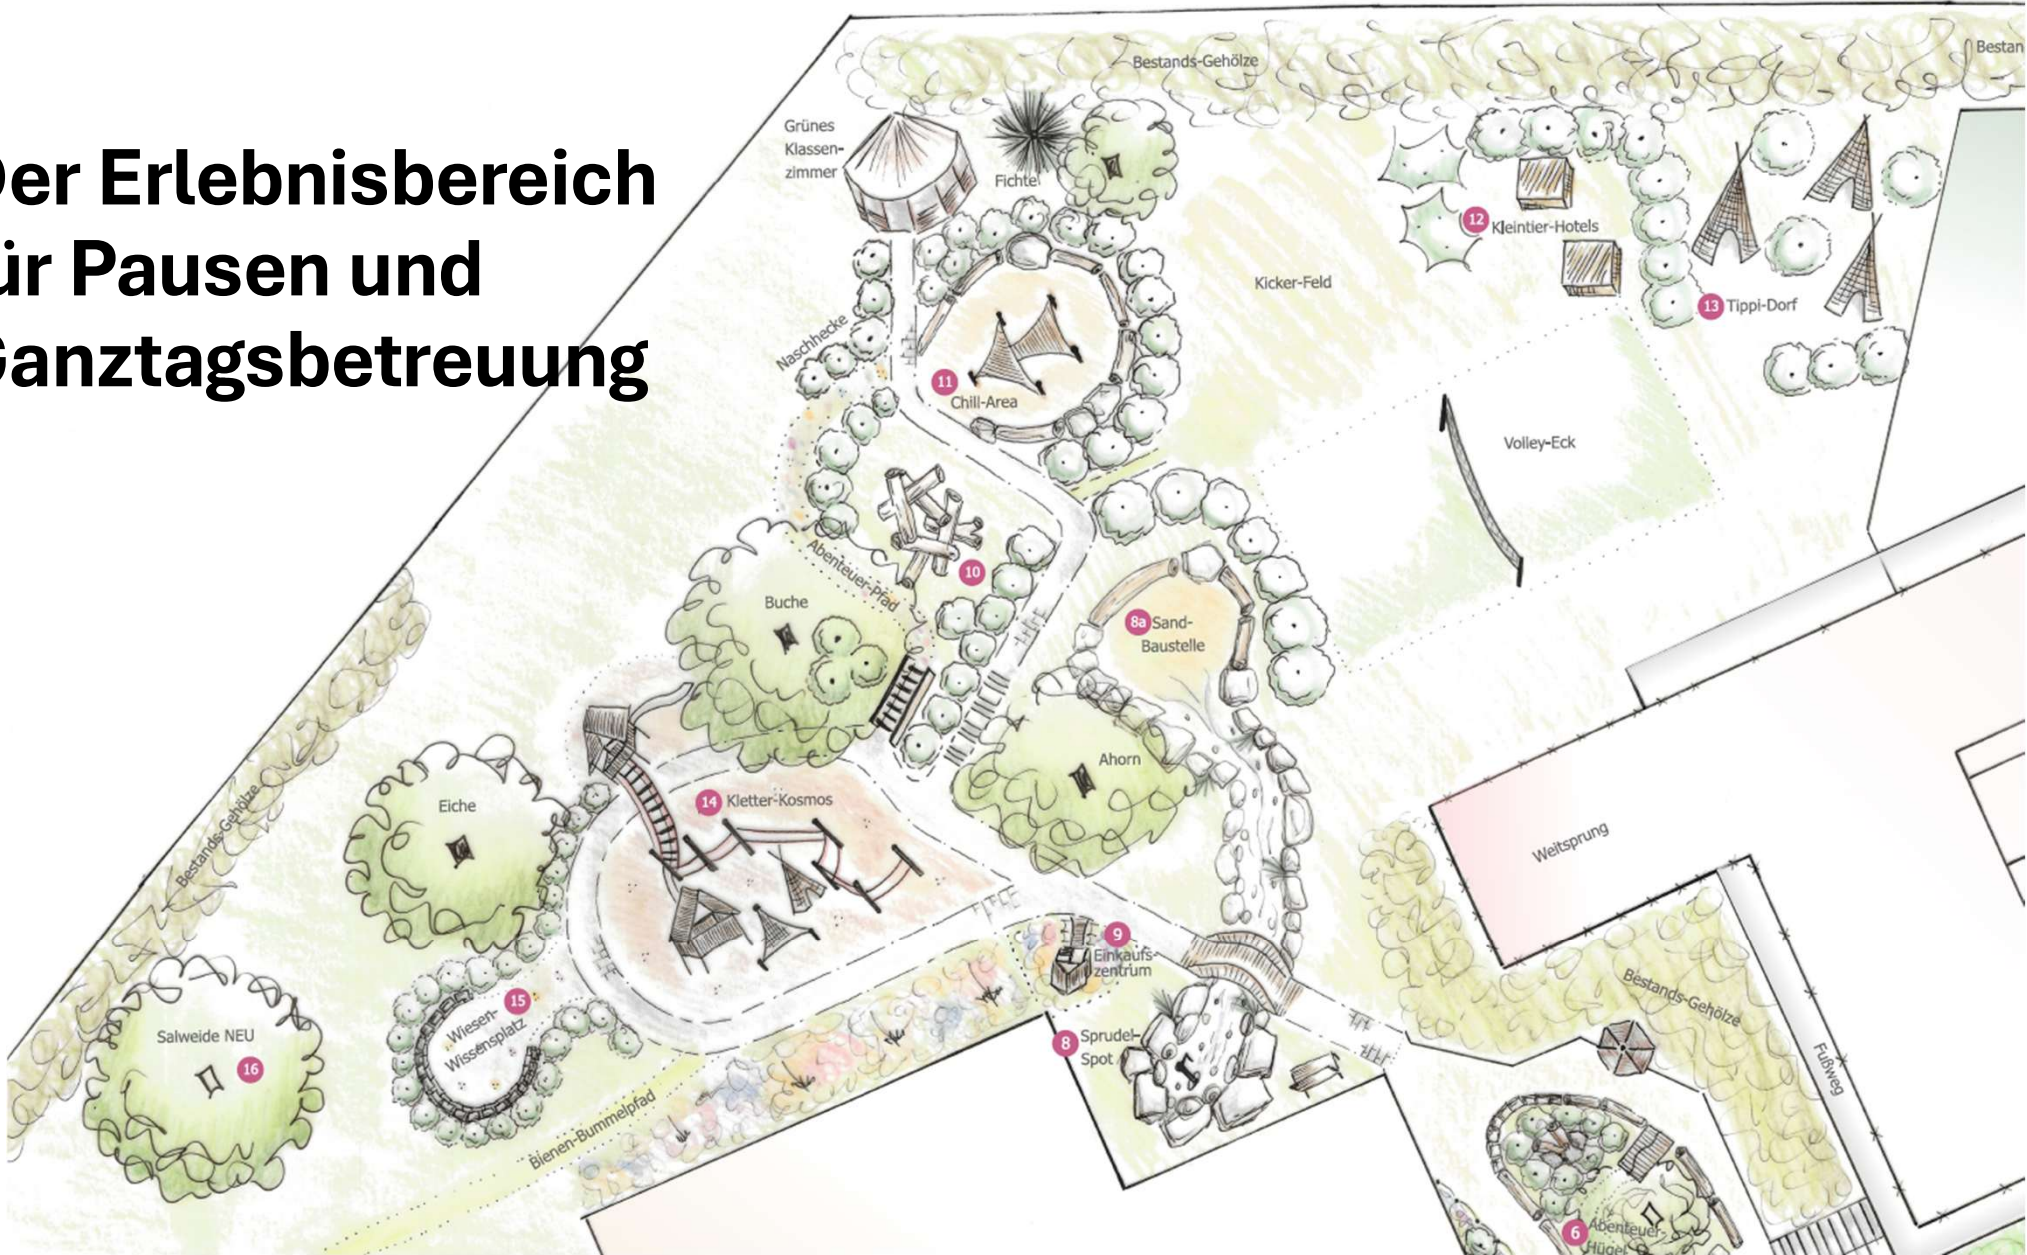 Der Erlebnisbereich
für Pausen und
Ganztagsbetreuung
Bestands-Gehölze
Bestan
Grünes
Klassen-
zimmer
Fichte
12
Kleintier-Hotels
Kicker-Feld
13 Tippi-Dorf
Naschhecke
11
Chill-Area
Volley-Eck
Abenteuer-Pfad
10
Buche
8a Sand-
Baustelle
Ahorn
14 Kletter-Kosmos
Eiche
Bestands-Gehölze
Weitsprung
9
Einkaufs-
zentrum
15
Wiesen-
Wissensplatz
Salweide NEU
16
8 Sprudel-
Spot
Bestands-Gehölze
Fußweg
Bienen-Bummelpfad
6 Abenteuer-
Hügel